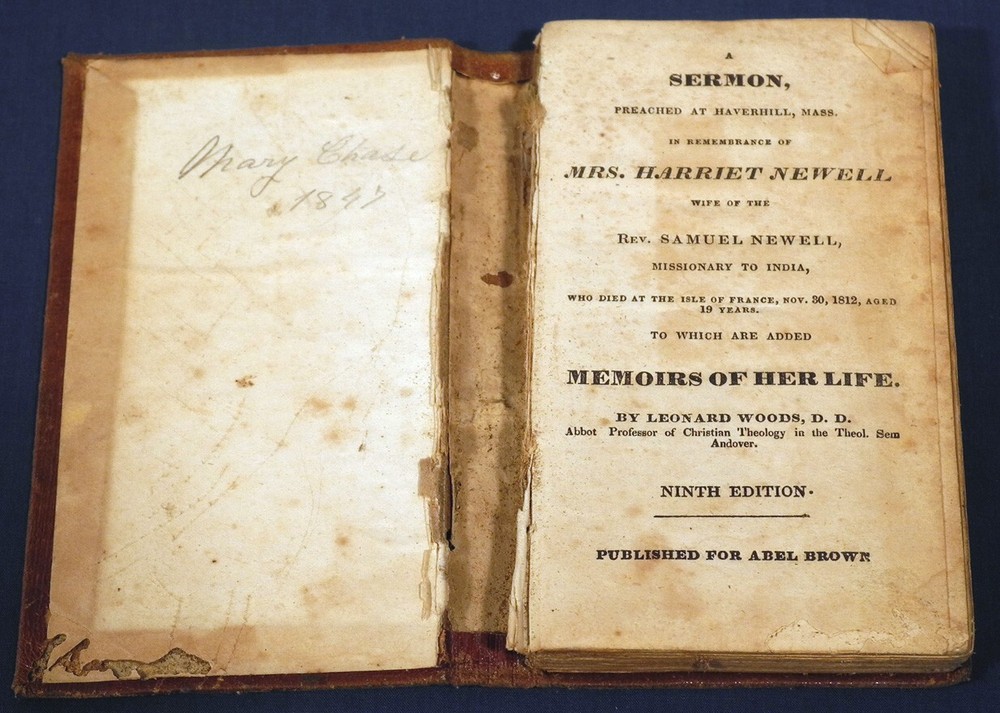 Mary Chase
1847
A
SERMON,
PREACHED AT HAVERHILL, MASS.
IN REMEMBRANCE OF
MRS. HARRIET NEWELL
WIFE OF THE
REV. SAMUEL NEWELL,
MISSIONARY TO INDIA,
WHO DIED AT THE ISLE OF FRANCE, NOV. 30, 1812, AGED
19 YEARS.
TO WHICH ARE ADDED
MEMOIRS OF HER LIFE.
BY LEONARD WOODS, D. D.
Abbot Professor of Christian Theology in the Theol. Sem
Andover.
NINTH EDITION.
PUBLISHED FOR ABEL BROWN